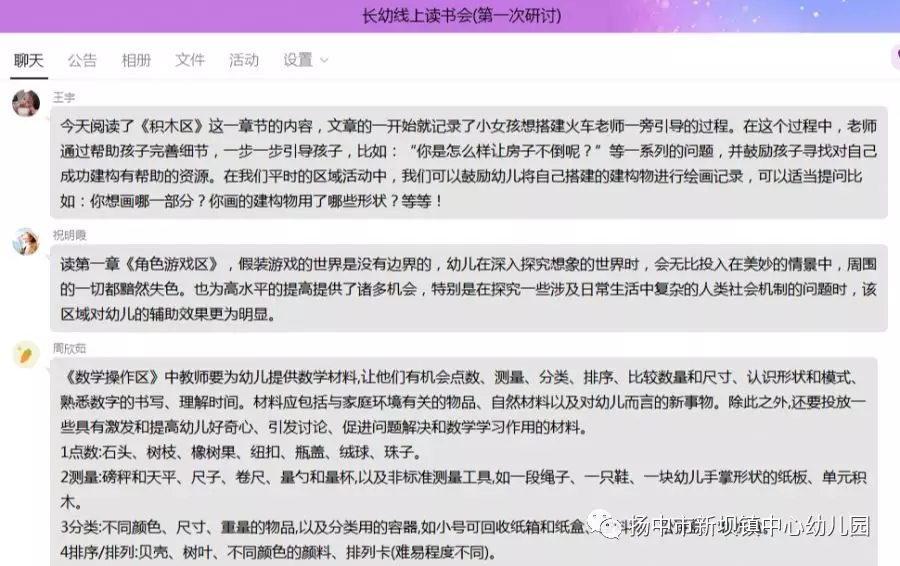 长幼线上读书会(第一次研讨)
聊天 公告 相册 文件 活动 设置
王宇
今天阅读了《积木区》这一章节的内容，文章的一开始就记录了小女孩想搭建火车老师一旁引导的过程。在这个过程中，老师
通过帮助孩子完善细节，一步一步引导孩子，比如：“你是怎么样让房子不倒呢？”等一系列的问题，并鼓励孩子寻找对自己
成功建构有帮助的资源。在我们平时的区域活动中，我们可以鼓励幼儿将自己搭建的建构物进行绘画记录，可以适当提问比
如：你想画哪一部分？你画的建构物用了哪些形状？等等！
祝明霞
读第一章《角色游戏区》，假装游戏的世界是没有边界的，幼儿在深入探究想象的世界时，会无比投入在美妙的情景中，周围
的一切都黯然失色。也为高水平的提高提供了诸多机会，特别是在探究一些涉及日常生活中复杂的人类社会机制的问题时，该
区域对幼儿的辅助效果更为明显。
周欣茹
《数学操作区》中教师要为幼儿提供数学材料,让他们有机会点数、测量、分类、排序、比较数量和尺寸、认识形状和模式、
熟悉数字的书写、理解时间。材料应包括与家庭环境有关的物品、自然材料以及对幼儿而言的新事物。除此之外,还要投放一
些具有激发和提高幼儿好奇心、引发讨论、促进问题解决和数学学习作用的材料。
1点数:石头、树枝、橡树果、纽扣、瓶盖、绒球、珠子。
2测量:磅秤和天平、尺子、卷尺、量勺和量杯,以及非标准测量工具,如一段绳子、一只鞋、一块幼儿手掌形状的纸板、单元积
木。
3分类:不同颜色、尺寸、重量的物品,以及分类用的容器,如小号可回收纸箱和纸盒、
扬中市新坝镇中心幼儿园
4排序/排列:贝壳、树叶、不同颜色的颜料、排列卡(难易程度不同)。